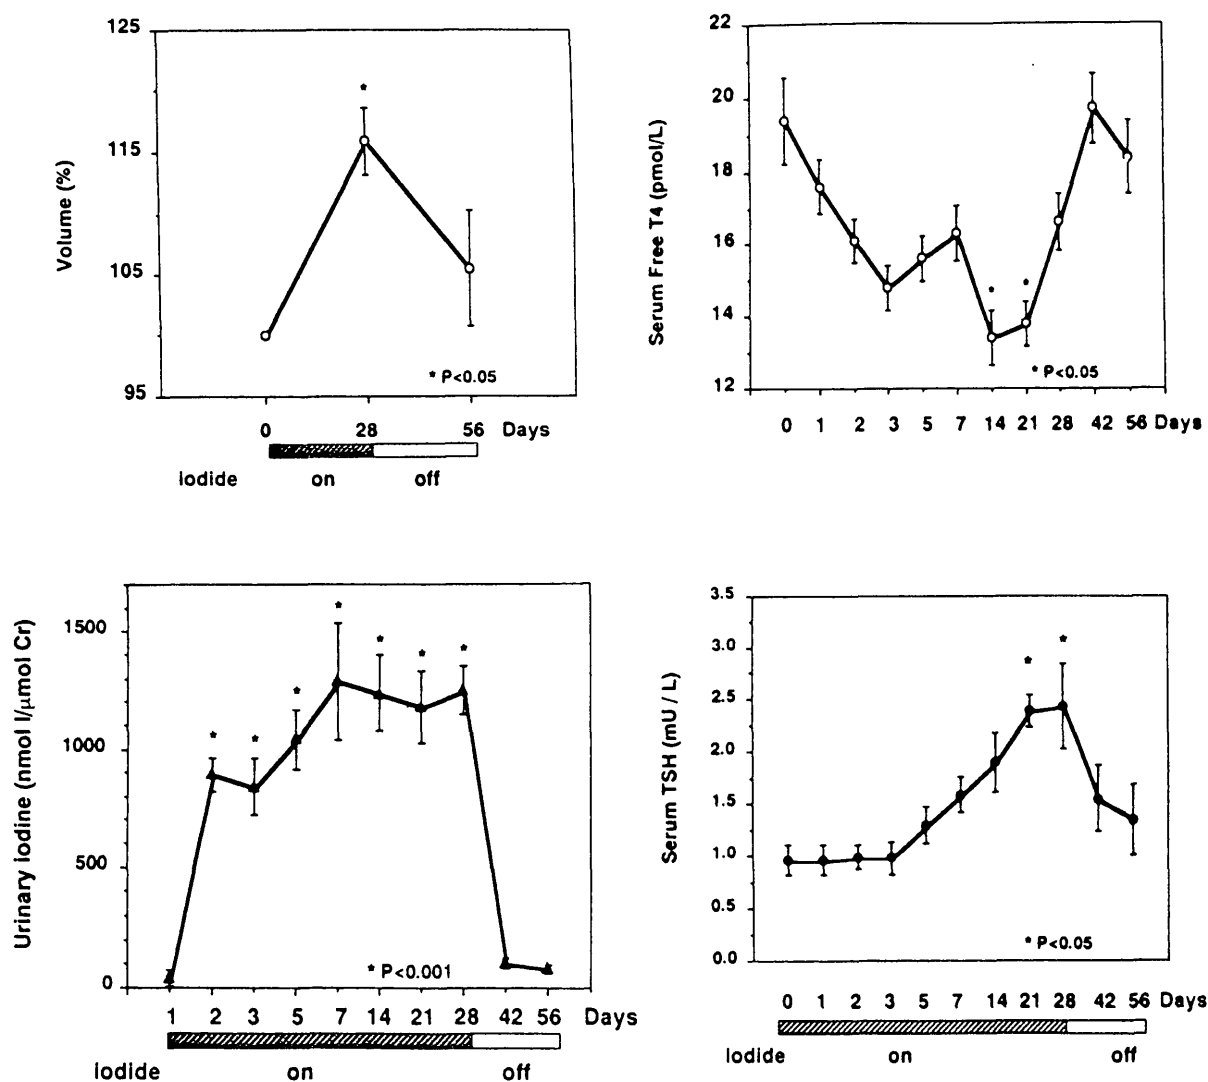 125
115
105
95
Volume (%)
*
* P<0.05
0 28 56 Days
Iodide on off
22
20
18
16
14
12
Serum Free T4 (pmol/L)
* *
* P<0.05
0 1 2 3 5 7 14 21 28 42 56 Days
1500
1000
500
0
Urinary Iodine (nmol I/μmol Cr)
* * * * * * *
* P<0.001
1 2 3 5 7 14 21 28 42 56 Days
Iodide on off
3.5
3.0
2.5
2.0
1.5
1.0
0.5
0.0
Serum TSH (mU / L)
* *
* P<0.05
0 1 2 3 5 7 14 21 28 42 56 Days
Iodide on off